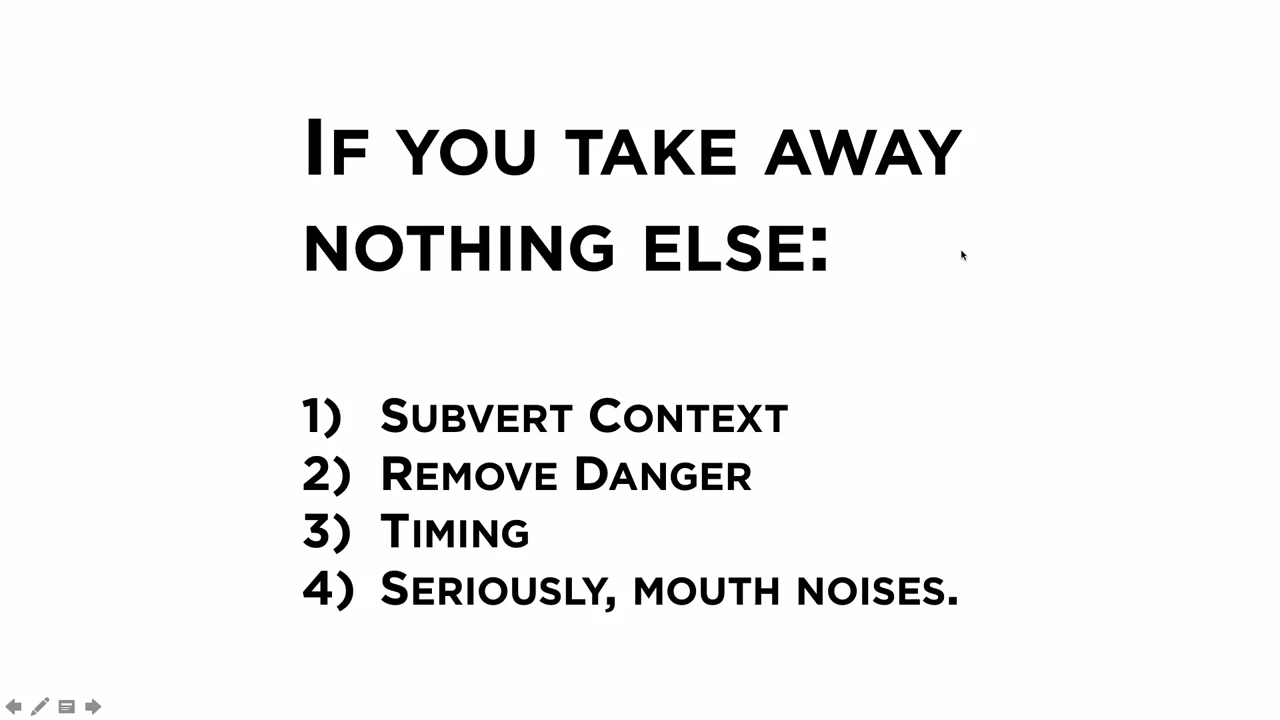 If you take away
nothing else:
1) Subvert Context
2) Remove Danger
3) Timing
4) Seriously, mouth noises.